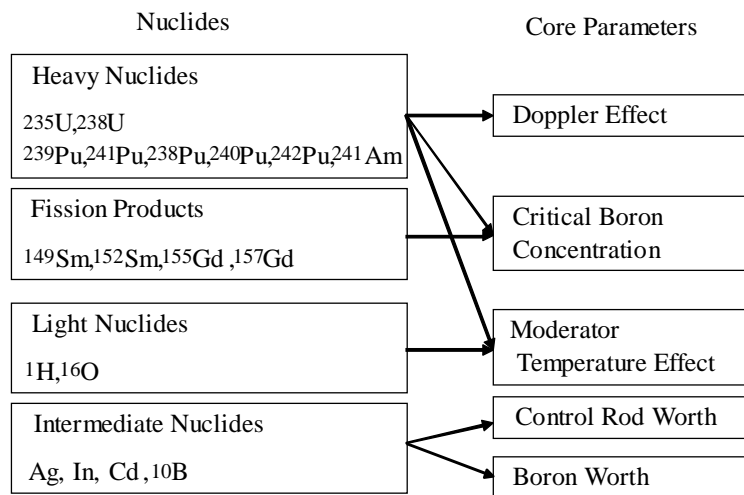 Nuclides
Core Parameters
Heavy Nuclides
²³⁵U,²³⁸U
²³⁹Pu,²⁴¹Pu,²³⁸Pu,²⁴⁰Pu,²⁴²Pu,²⁴¹Am
Fission Products
¹⁴⁹Sm,¹⁵²Sm,¹⁵⁵Gd ,¹⁵⁷Gd
Light Nuclides
¹H,¹⁶O
Intermediate Nuclides
Ag, In, Cd ,¹⁰B
Doppler Effect
Critical Boron
Concentration
Moderator
Temperature Effect
Control Rod Worth
Boron Worth